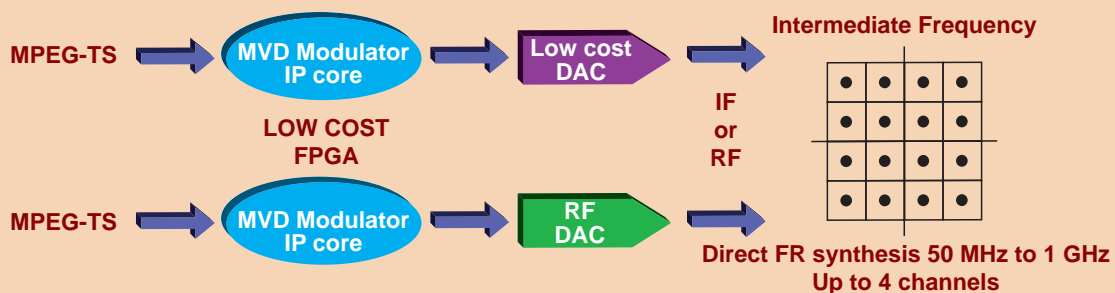 Intermediate Frequency
MPEG-TS
MVD Modulator
IP core
Low cost
DAC
LOW COST
FPGA
IF
or
RF
MPEG-TS
MVD Modulator
IP core
RF
DAC
Direct FR synthesis 50 MHz to 1 GHz
Up to 4 channels